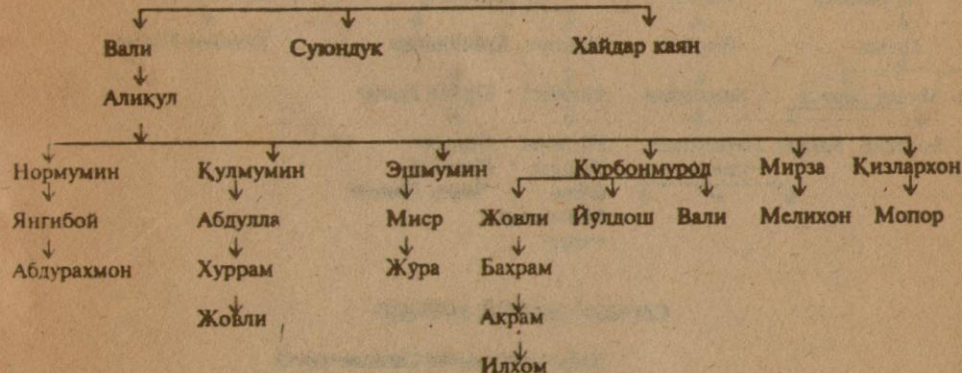 Вали Суюндук Хайдар каян
Аликул
Нормумин Қулмумин Эшмумин Қурбонмурод Мирза Қизлархон
Янгибой Абдулла Миср Жовли Йўлдош Вали Мелихон Мопор
Абдурахмон Хуррам Жўра Бахрам
Жовли Акрам
Илхом